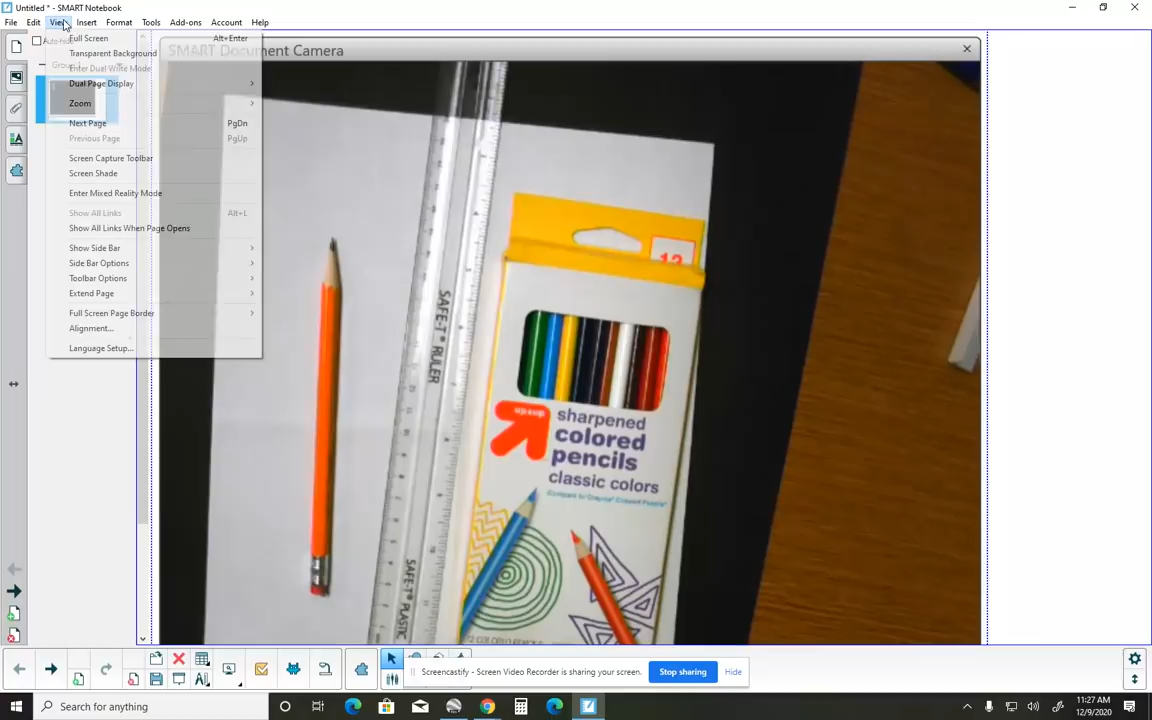 Untitled * - SMART Notebook
File Edit View Insert Format Tools Add-ons Account Help
Full Screen Alt+Enter
Transparent Background
Enter Dual Write Mode
Dual Page Display
Zoom
Next Page PgDn
Previous Page PgUp
Screen Capture Toolbar
Screen Shade
Enter Mixed Reality Mode
Show All Links Alt+L
Show All Links When Page Opens
Show Side Bar
Side Bar Options
Toolbar Options
Extend Page
Full Screen Page Border
Alignment...
Language Setup...
SMART Document Camera
12
SAFE-T® RULER
SAFE-T® PLASTIC
up&up
sharpened
colored
pencils
classic colors
Screencastify - Screen Video Recorder is sharing your screen.
Stop sharing
Hide
Search for anything
11:27 AM
12/9/2020